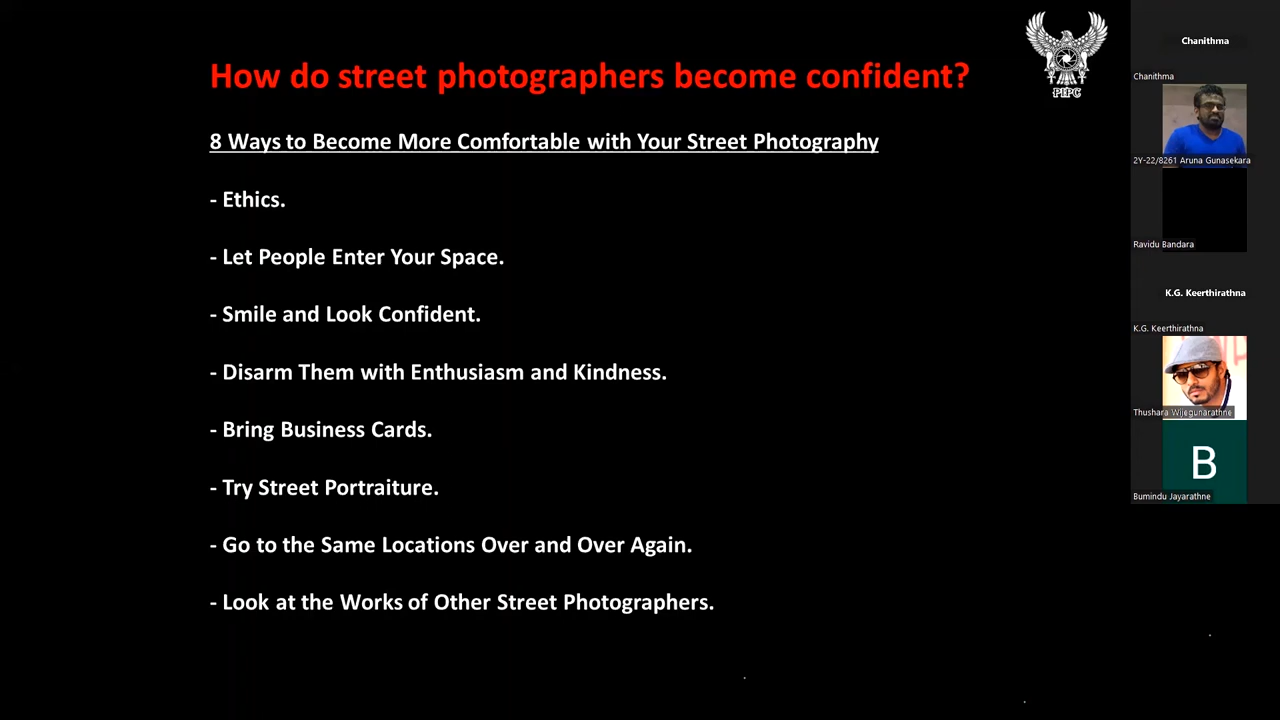 How do street photographers become confident?
8 Ways to Become More Comfortable with Your Street Photography
- Ethics.
- Let People Enter Your Space.
- Smile and Look Confident.
- Disarm Them with Enthusiasm and Kindness.
- Bring Business Cards.
- Try Street Portraiture.
- Go to the Same Locations Over and Over Again.
- Look at the Works of Other Street Photographers.
PIPC
Chanithma
Chanithma
2Y-22/8261 Aruna Gunasekara
Ravidu Bandara
K.G. Keerthirathna
K.G. Keerthirathna
Thushara Wijegunarathne
B
Bumindu Jayarathne